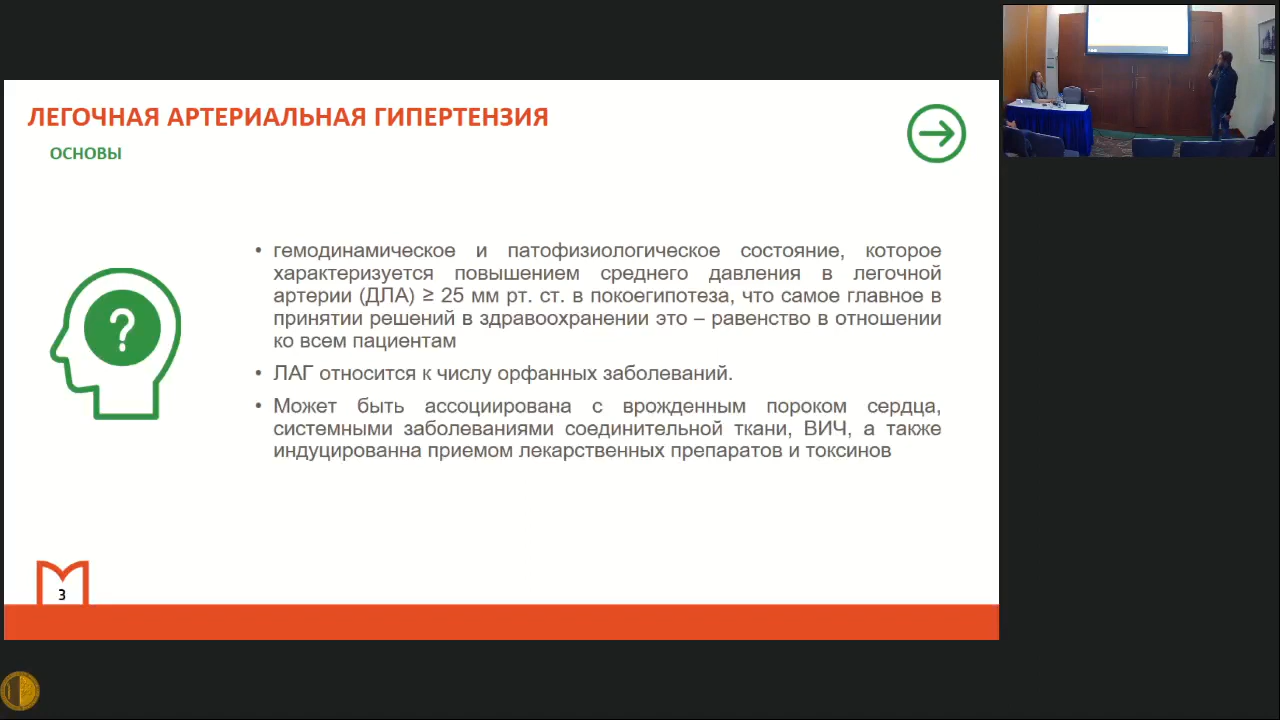 ЛЕГОЧНАЯ АРТЕРИАЛЬНАЯ ГИПЕРТЕНЗИЯ
ОСНОВЫ
• гемодинамическое и патофизиологическое состояние, которое
характеризуется повышением среднего давления в легочной
артерии (ДЛА) ≥ 25 мм рт. ст. в покоегипотеза, что самое главное в
принятии решений в здравоохранении это – равенство в отношении
ко всем пациентам
• ЛАГ относится к числу орфанных заболеваний.
• Может быть ассоциирована с врожденным пороком сердца,
системными заболеваниями соединительной ткани, ВИЧ, а также
индуцированна приемом лекарственных препаратов и токсинов
?
3